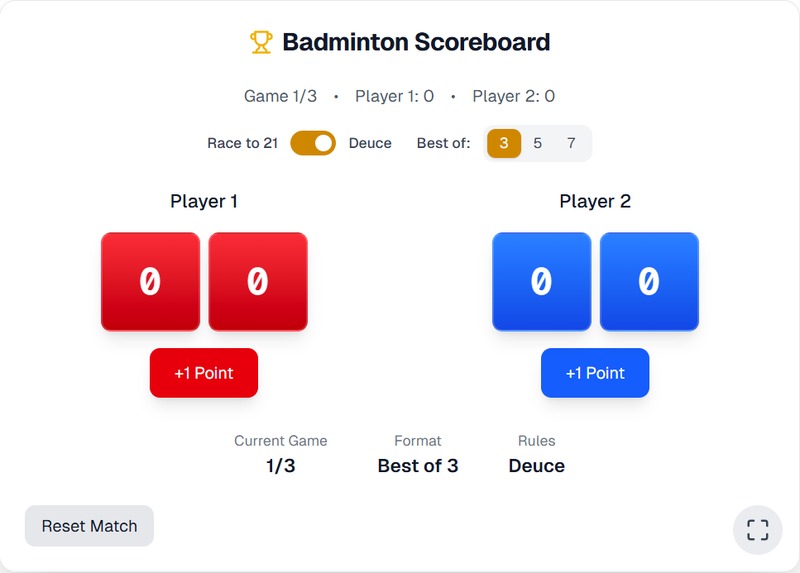 Badminton Scoreboard
Game 1/3 • Player 1: 0 • Player 2: 0
Race to 21 Deuce Best of: 3 5 7
Player 1 Player 2
0 0 0 0
+1 Point +1 Point
Current Game Format Rules
1/3 Best of 3 Deuce
Reset Match